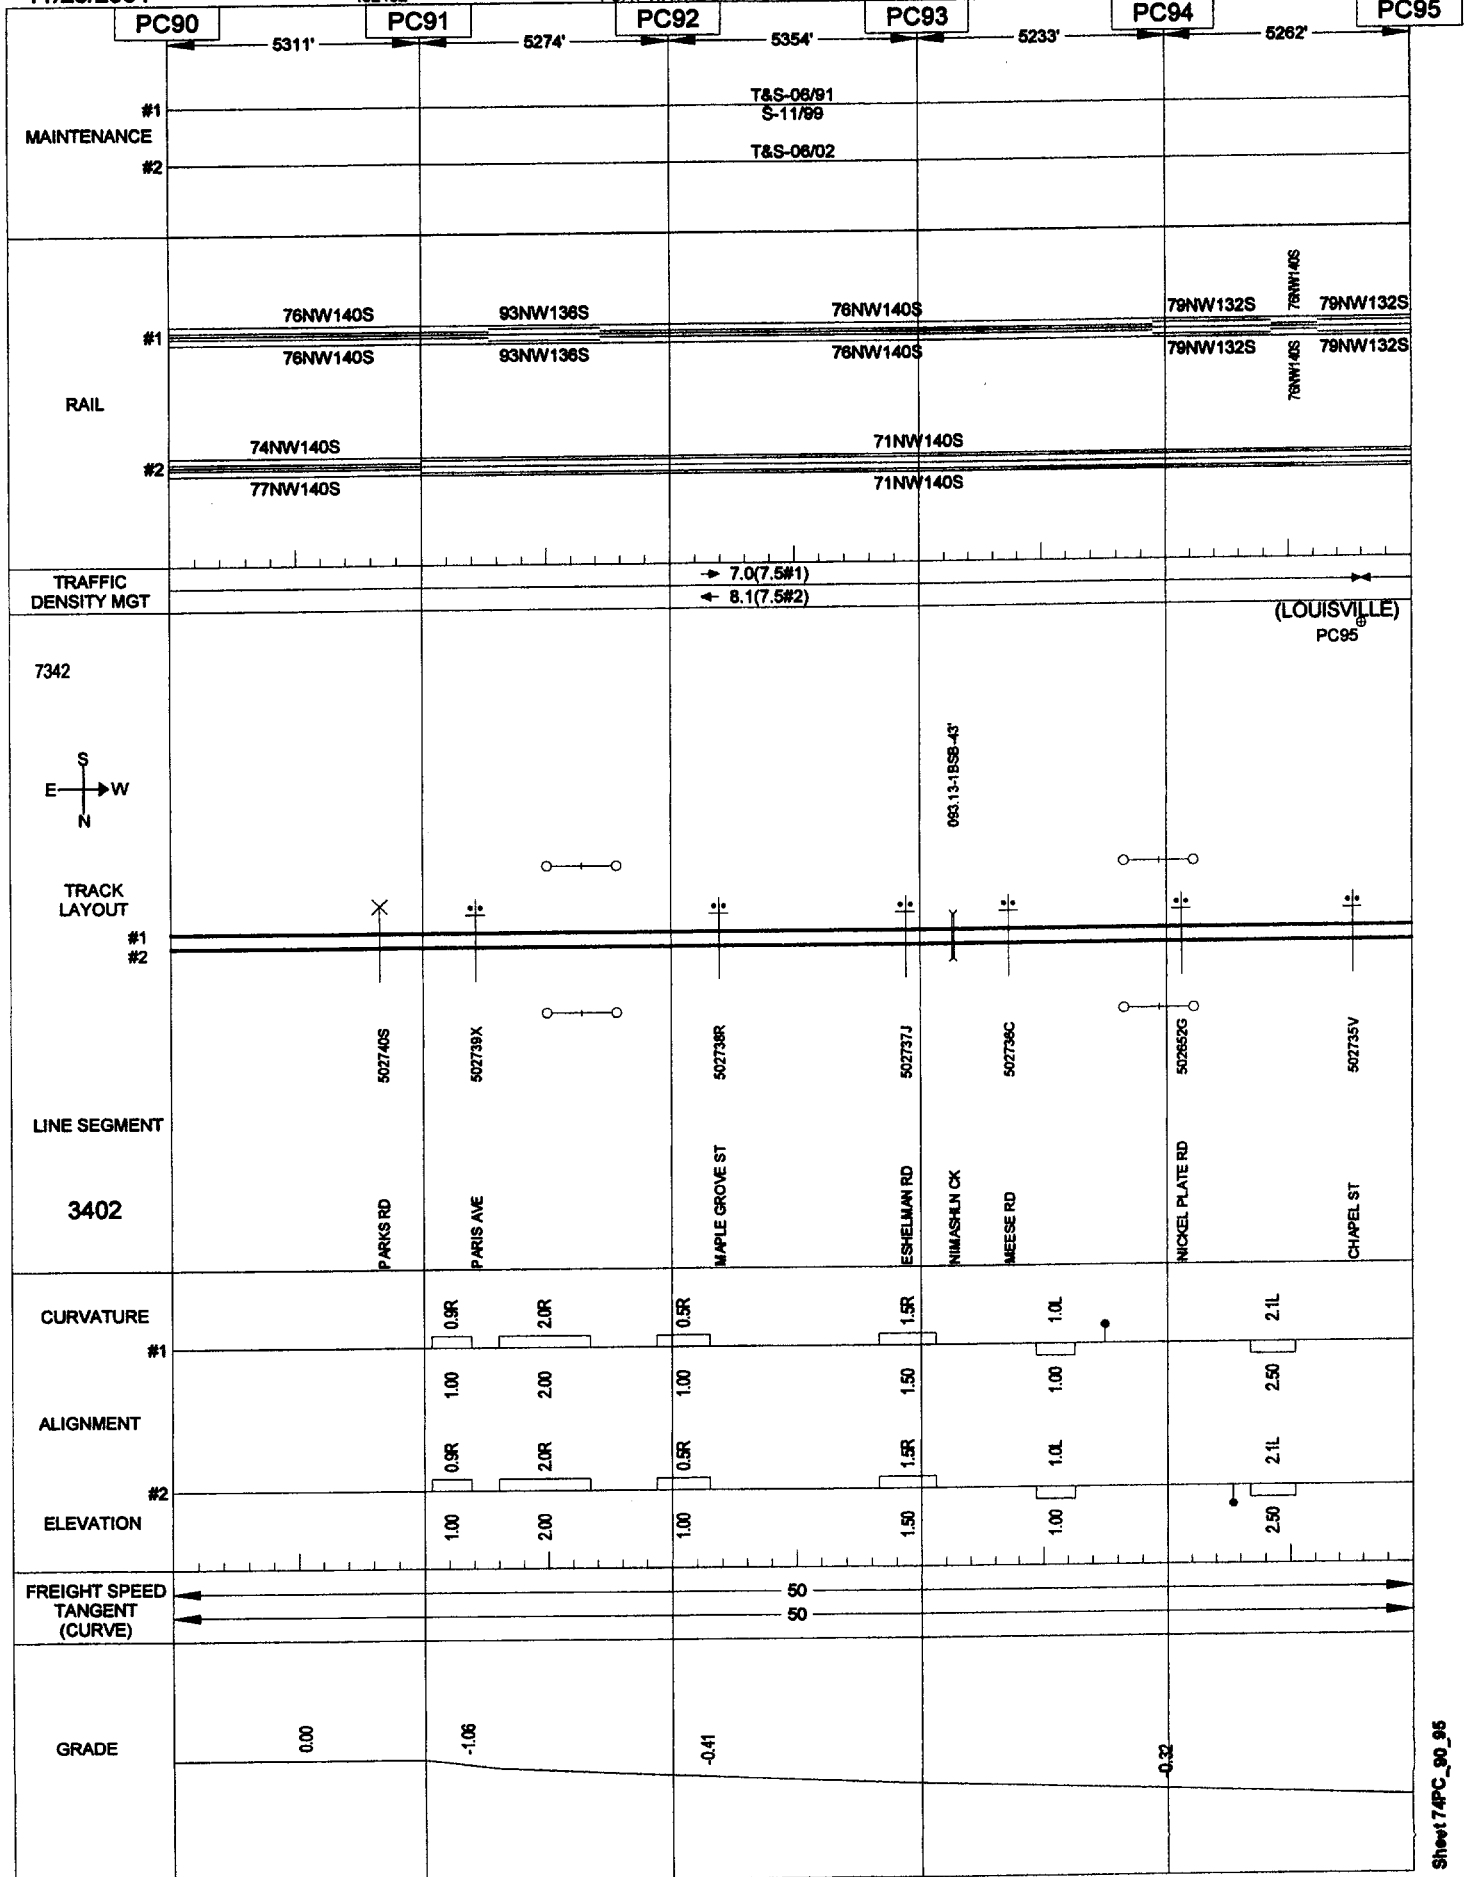 PC90 PC91 PC92 PC93 PC94 PC95
5311' 5274' 5354' 5233' 5262'
T&S-06/91
#1
S-11/99
MAINTENANCE
T&S-06/02
#2
76NW140S 93NW136S 76NW140S 79NW132S 76NW140S 79NW132S
#1
76NW140S 93NW136S 76NW140S 79NW132S 76NW140S 79NW132S
RAIL
74NW140S 71NW140S
#2
77NW140S 71NW140S
TRAFFIC
DENSITY MGT
7.0(7.5#1)
8.1(7.5#2)
(LOUISVILLE)
PC95
7342
S
E W
N
093.13-1BSB-43'
TRACK
LAYOUT
#1
#2
502740S 502739X 502738R 502737J 502736C 502652G 502735V
LINE SEGMENT
3402
PARKS RD
PARIS AVE
MAPLE GROVE ST
ESHELMAN RD
NIMASHLN CK
MEESE RD
NICKEL PLATE RD
CHAPEL ST
CURVATURE
0.9R 2.0R 0.5R 1.5R 1.0L 2.1L
#1
1.00 2.00 1.00 1.50 1.00 2.50
ALIGNMENT
0.9R 2.0R 0.5R 1.5R 1.0L 2.1L
#2
ELEVATION
1.00 2.00 1.00 1.50 1.00 2.50
FREIGHT SPEED
TANGENT
(CURVE)
50
50
GRADE
0.00 -1.06 -0.41 -0.32
Sheet 74PC_90_95